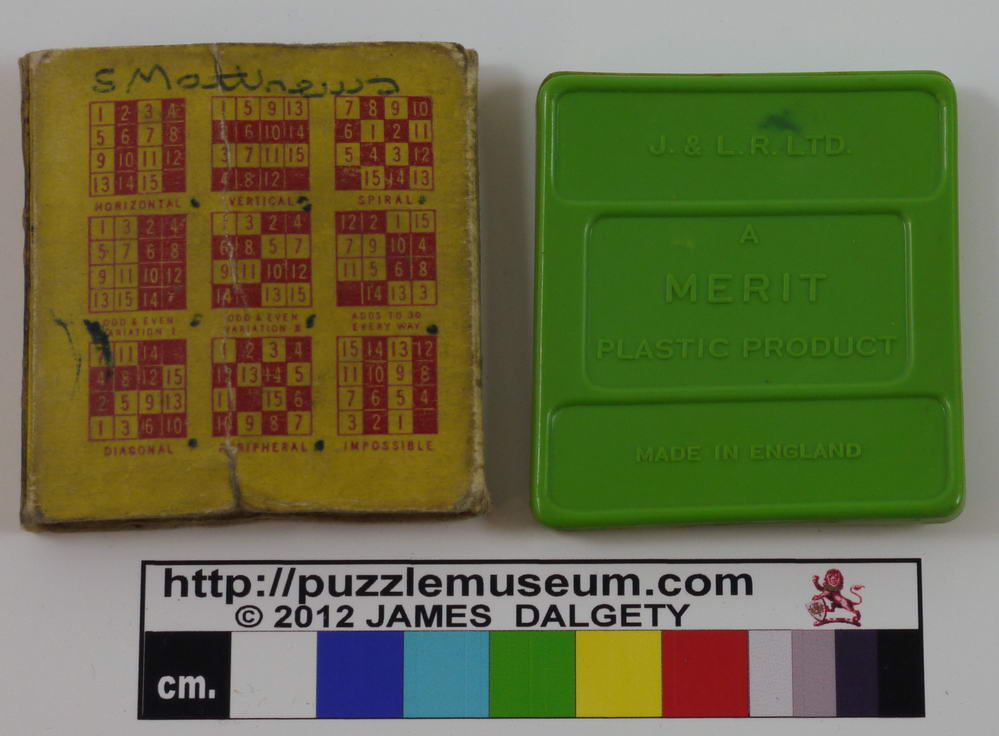 S Matthews
1 2 3 4
5 6 7 8
9 10 11 12
13 14 15
HORIZONTAL
1 5 9 13
2 6 10 14
3 7 11 15
4 8 12
VERTICAL
7 8 9 10
6 1 2 11
5 4 3 12
15 14 13
SPIRAL
1 3 2 4
5 7 6 8
9 11 10 12
13 15 14
ODD & EVEN
VARIATION I
3 2 4
6 8 5 7
9 11 10 12
14 13 15
ODD & EVEN
VARIATION II
12 2 1 15
7 9 10 4
11 5 6 8
14 13 3
ADDS TO 30
EVERY WAY
7 11 14
4 8 12 15
2 5 9 13
1 3 6 10
DIAGONAL
1 2 3 4
12 13 14 5
11 15 6
10 9 8 7
PERIPHERAL
15 14 13 12
11 10 9 8
7 6 5 4
3 2 1
IMPOSSIBLE
J. & L.R. LTD.
A
MERIT
PLASTIC PRODUCT
MADE IN ENGLAND
http://puzzlemuseum.com
© 2012 JAMES DALGETY
cm.